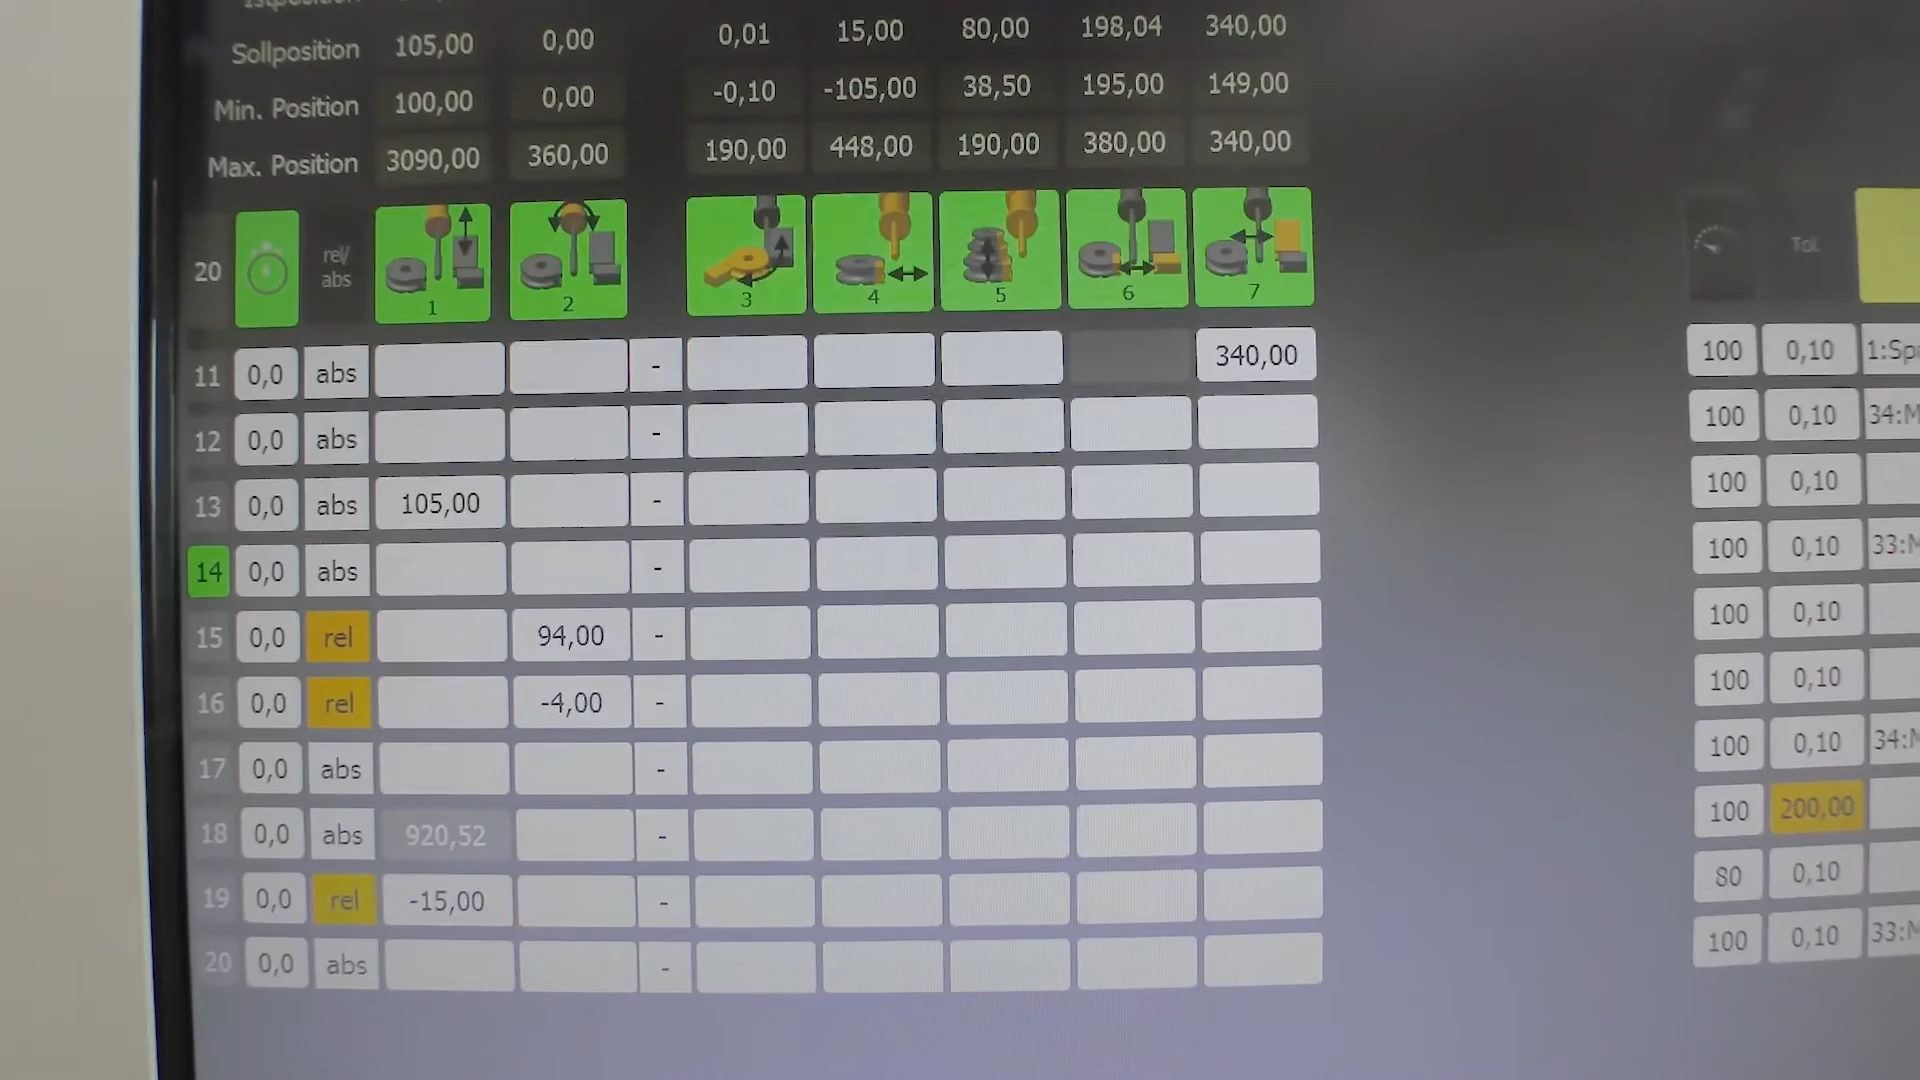 Sollposition 105,00 0,00 0,01 15,00 80,00 198,04 340,00
Min. Position 100,00 0,00 -0,10 -105,00 38,50 195,00 149,00
Max. Position 3090,00 360,00 190,00 448,00 190,00 380,00 340,00
20 rel/ abs 1 2 3 4 5 6 7 Tol.
11 0,0 abs - 340,00 100 0,10 1:Sp
12 0,0 abs - 100 0,10 34:M
13 0,0 abs 105,00 - 100 0,10
14 0,0 abs - 100 0,10 33:M
15 0,0 rel 94,00 - 100 0,10
16 0,0 rel -4,00 - 100 0,10
17 0,0 abs - 100 0,10 34:M
18 0,0 abs 920,52 - 100 200,00
19 0,0 rel -15,00 - 80 0,10
20 0,0 abs - 100 0,10 33:M